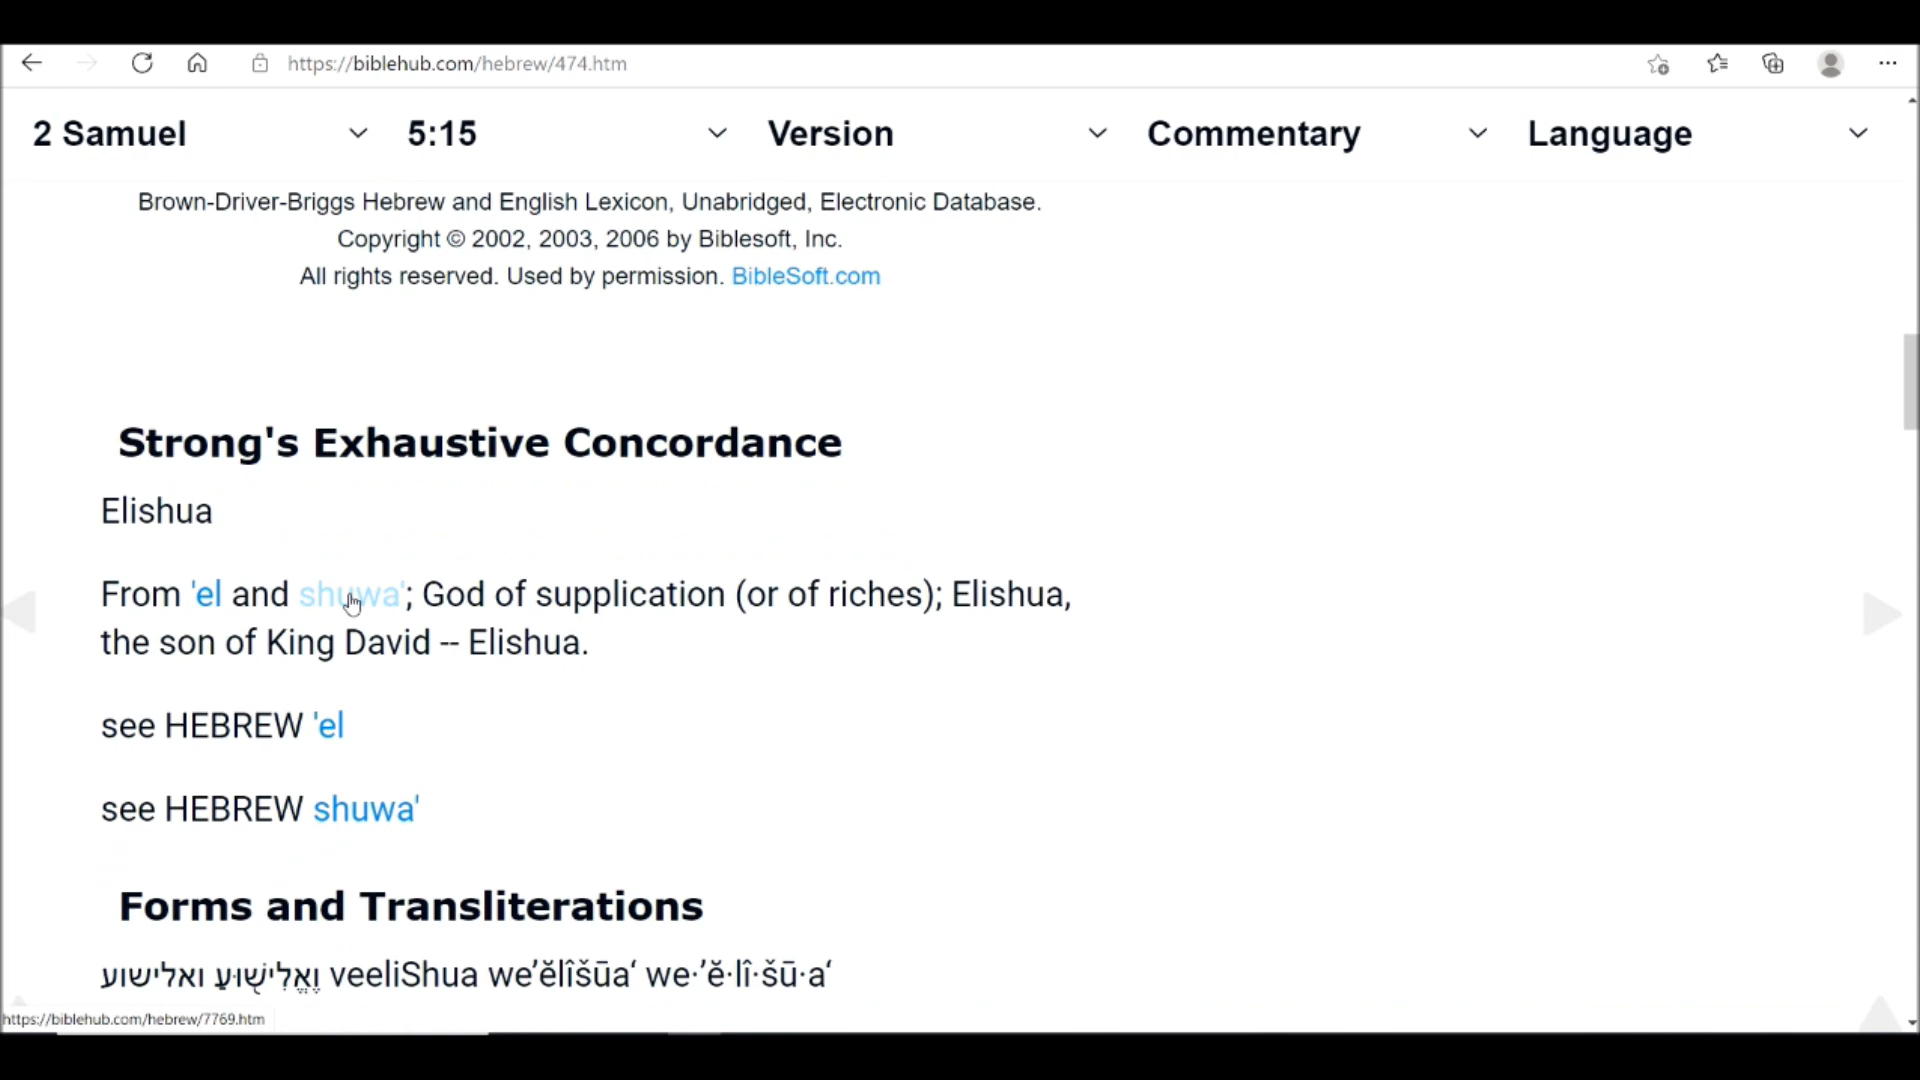 https://biblehub.com/hebrew/474.htm
2 Samuel 5:15 Version Commentary Language
Brown-Driver-Briggs Hebrew and English Lexicon, Unabridged, Electronic Database.
Copyright © 2002, 2003, 2006 by Biblesoft, Inc.
All rights reserved. Used by permission. BibleSoft.com
Strong's Exhaustive Concordance
Elishua
From 'el and shuwa'; God of supplication (or of riches); Elishua,
the son of King David -- Elishua.
see HEBREW 'el
see HEBREW shuwa'
Forms and Transliterations
וֶאֱלִישׁ֖וּעַ ואלישוע veeliShua we’ĕlîšūa‘ we·’ĕ·lî·šū·a‘
https://biblehub.com/hebrew/7769.htm